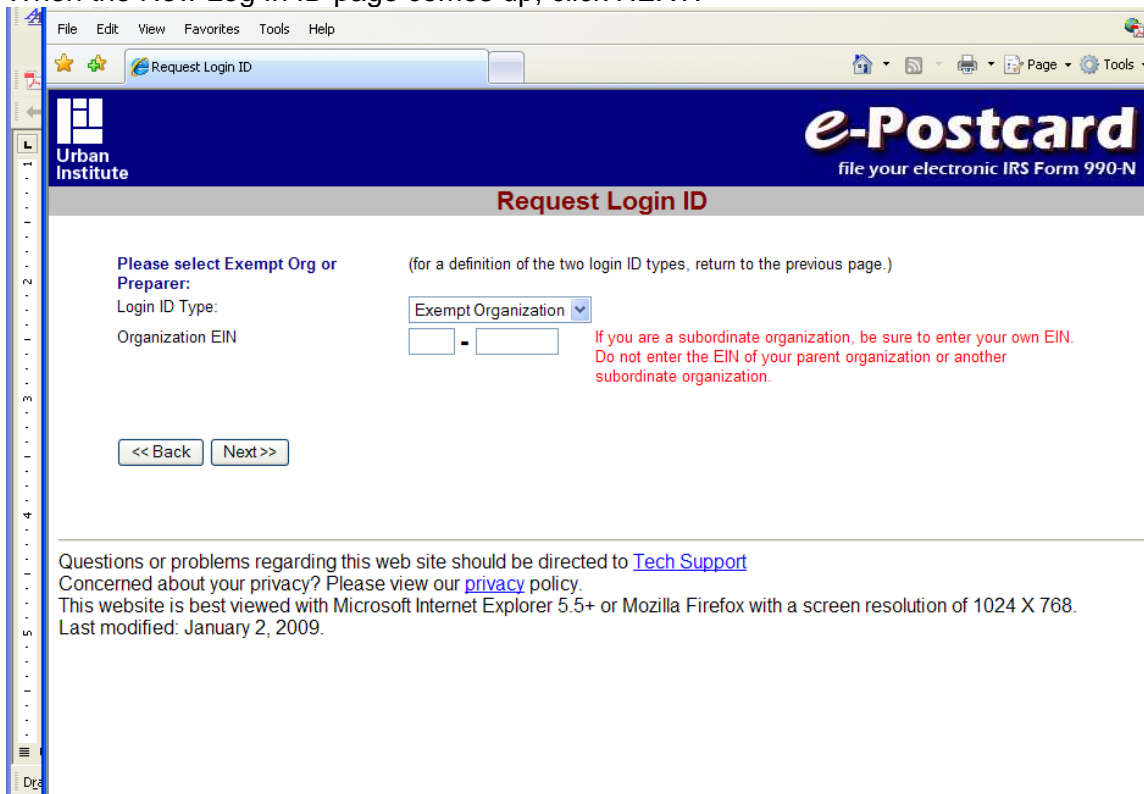 File Edit View Favorites Tools Help
Request Login ID
Page Tools
L
Urban
Institute
e-Postcard
file your electronic IRS Form 990-N
Request Login ID
Please select Exempt Org or
Preparer:
(for a definition of the two login ID types, return to the previous page.)
Login ID Type:
Exempt Organization
Organization EIN
-
If you are a subordinate organization, be sure to enter your own EIN.
Do not enter the EIN of your parent organization or another
subordinate organization.
<< Back Next >>
Questions or problems regarding this web site should be directed to Tech Support
Concerned about your privacy? Please view our privacy policy.
This website is best viewed with Microsoft Internet Explorer 5.5+ or Mozilla Firefox with a screen resolution of 1024 X 768.
Last modified: January 2, 2009.
1
2
3
4
5